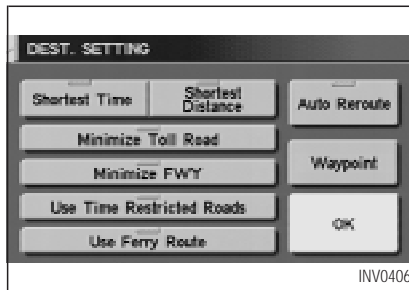 DEST. SETTING
Shortest Time
Shortest
Distance
Auto Reroute
Minimize Toll Road
Minimize FWY
Waypoint
Use Time Restricted Roads
Use Ferry Route
OK
INV0406